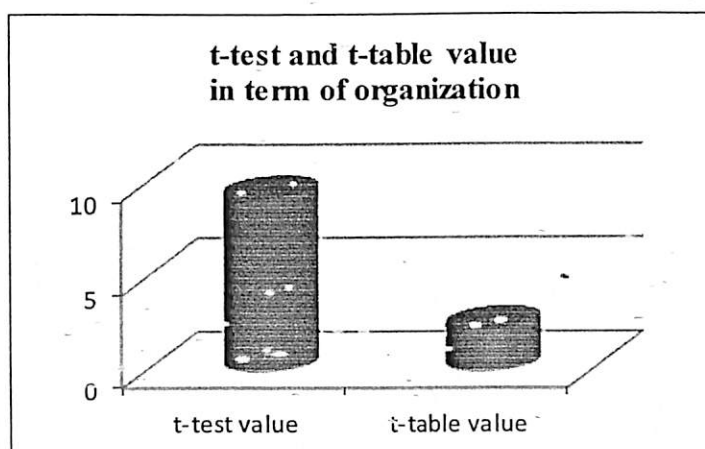 t-test and t-table value
in term of organization
10
5
0
t-test value
t-table value